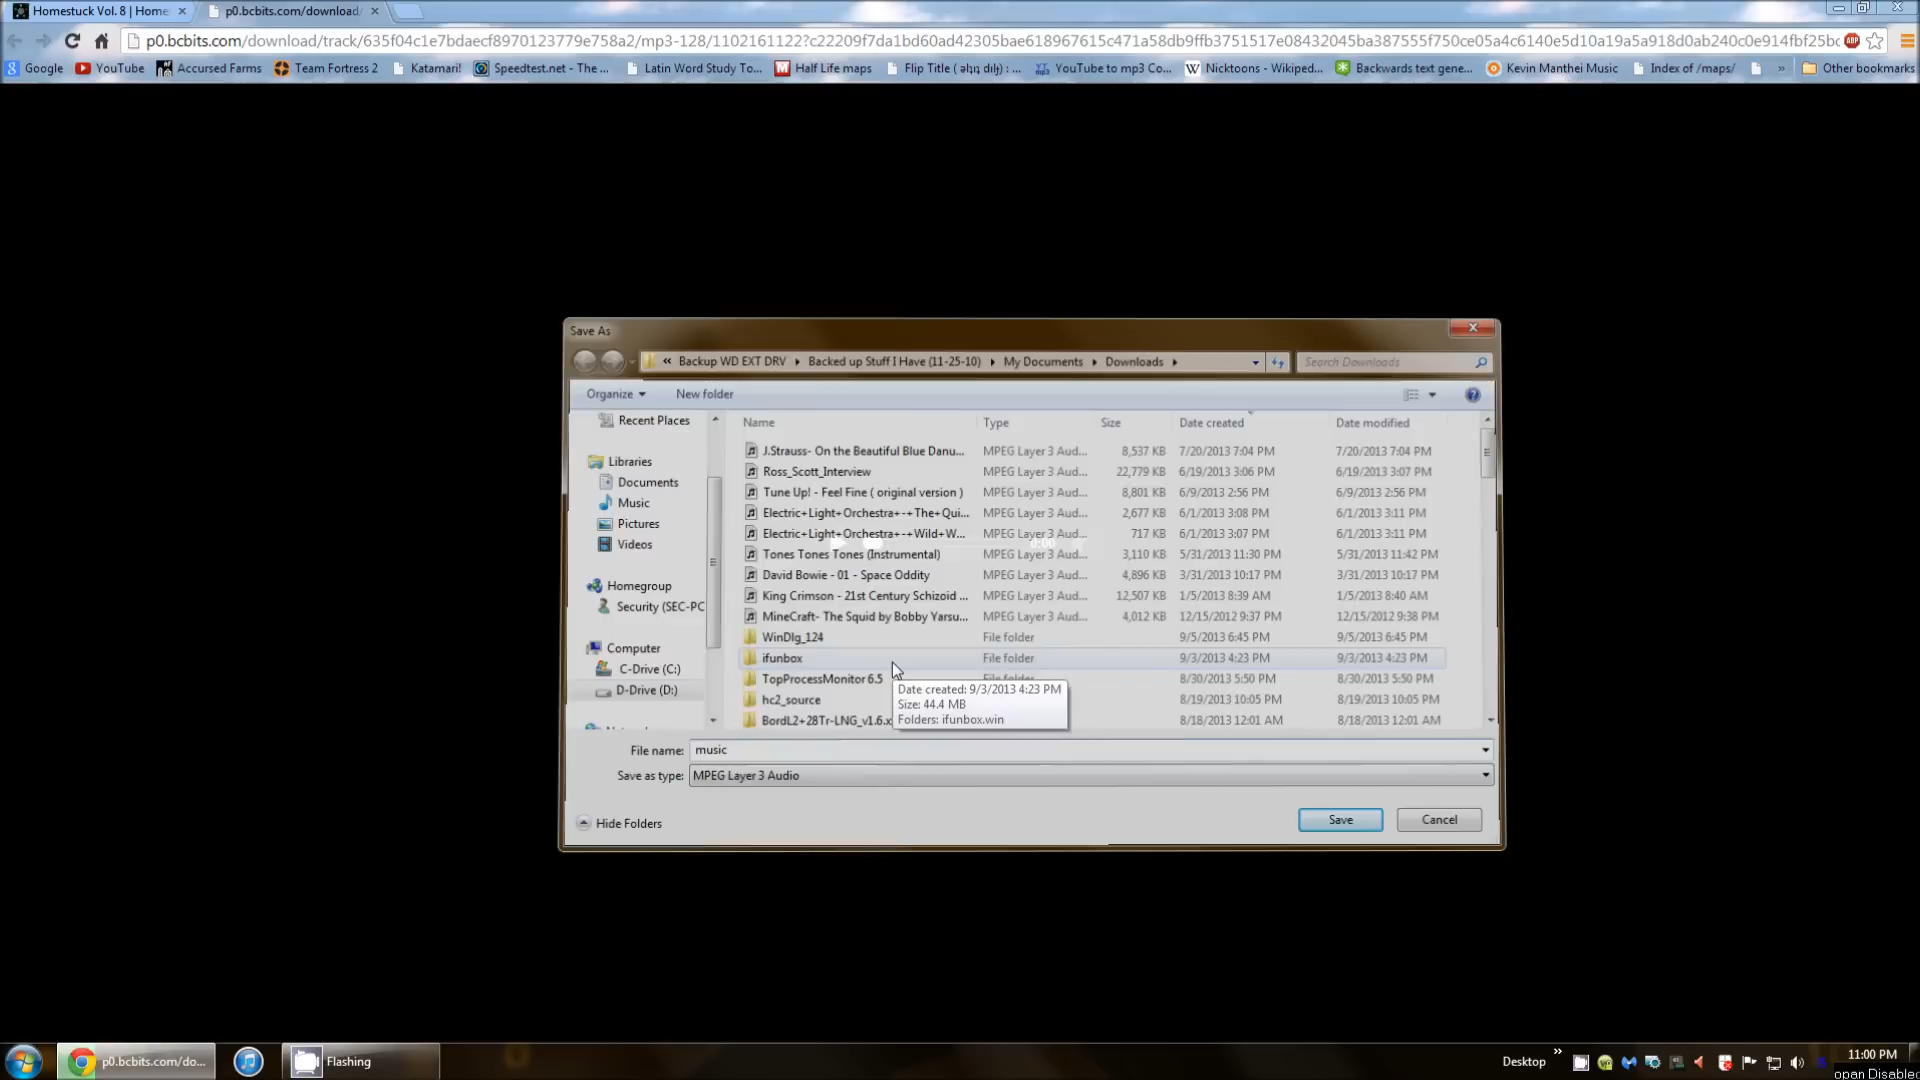 Homestuck Vol. 8 | Home
p0.bcbits.com/download
p0.bcbits.com/download/track/635f04c1e7bdaecf8970123779e758a2/mp3-128/1102161122?c22209f7da1bd60ad42305bae618967615c471a58db9ffb3751517e08432045ba387555f750ce05a4c6140e5d10a19a5a918d0ab240c0e914fbf25bc
ABP
Google YouTube Accursed Farms Team Fortress 2 Katamari! Speedtest.net - The ... Latin Word Study To... Half Life maps Flip Title ( ǝlʇıʇ dılɟ) : ... YouTube to mp3 Co... Nicktoons - Wikiped... Backwards text gene... Kevin Manthei Music Index of /maps/ » Other bookmarks
Save As
« Backup WD EXT DRV ▸ Backed up Stuff I Have (11-25-10) ▸ My Documents ▸ Downloads ▸ Search Downloads
Organize New folder
Name Type Size Date created Date modified
Recent Places
Libraries
Documents
Music
Pictures
Videos
Homegroup
Security (SEC-PC
Computer
C-Drive (C:)
D-Drive (D:)
J.Strauss- On the Beautiful Blue Danu... MPEG Layer 3 Aud... 8,537 KB 7/20/2013 7:04 PM 7/20/2013 7:04 PM
Ross_Scott_Interview MPEG Layer 3 Aud... 22,779 KB 6/19/2013 3:06 PM 6/19/2013 3:07 PM
Tune Up! - Feel Fine ( original version ) MPEG Layer 3 Aud... 8,801 KB 6/9/2013 2:56 PM 6/9/2013 2:56 PM
Electric+Light+Orchestra+-+The+Qui... MPEG Layer 3 Aud... 2,677 KB 6/1/2013 3:08 PM 6/1/2013 3:11 PM
Electric+Light+Orchestra+-+Wild+W... MPEG Layer 3 Aud... 717 KB 6/1/2013 3:07 PM 6/1/2013 3:11 PM
Tones Tones Tones (Instrumental) MPEG Layer 3 Aud... 3,110 KB 5/31/2013 11:30 PM 5/31/2013 11:42 PM
David Bowie - 01 - Space Oddity MPEG Layer 3 Aud... 4,896 KB 3/31/2013 10:17 PM 3/31/2013 10:17 PM
King Crimson - 21st Century Schizoid ... MPEG Layer 3 Aud... 12,507 KB 1/5/2013 8:39 AM 1/5/2013 8:40 AM
MineCraft- The Squid by Bobby Yarsu... MPEG Layer 3 Aud... 4,012 KB 12/15/2012 9:37 PM 12/15/2012 9:38 PM
WinDlg_124 File folder 9/5/2013 6:45 PM 9/5/2013 6:45 PM
ifunbox File folder 9/3/2013 4:23 PM 9/3/2013 4:23 PM
TopProcessMonitor 6.5 File folder 8/30/2013 5:50 PM 8/30/2013 5:50 PM
hc2_source 8/19/2013 10:05 PM 8/19/2013 10:05 PM
BordL2+28Tr-LNG_v1.6.x 8/18/2013 12:01 AM 8/18/2013 12:01 AM
Date created: 9/3/2013 4:23 PM
Size: 44.4 MB
Folders: ifunbox.win
File name: music
Save as type: MPEG Layer 3 Audio
Hide Folders Save Cancel
p0.bcbits.com/do... Flashing Desktop » 11:00 PM
opan Disabled